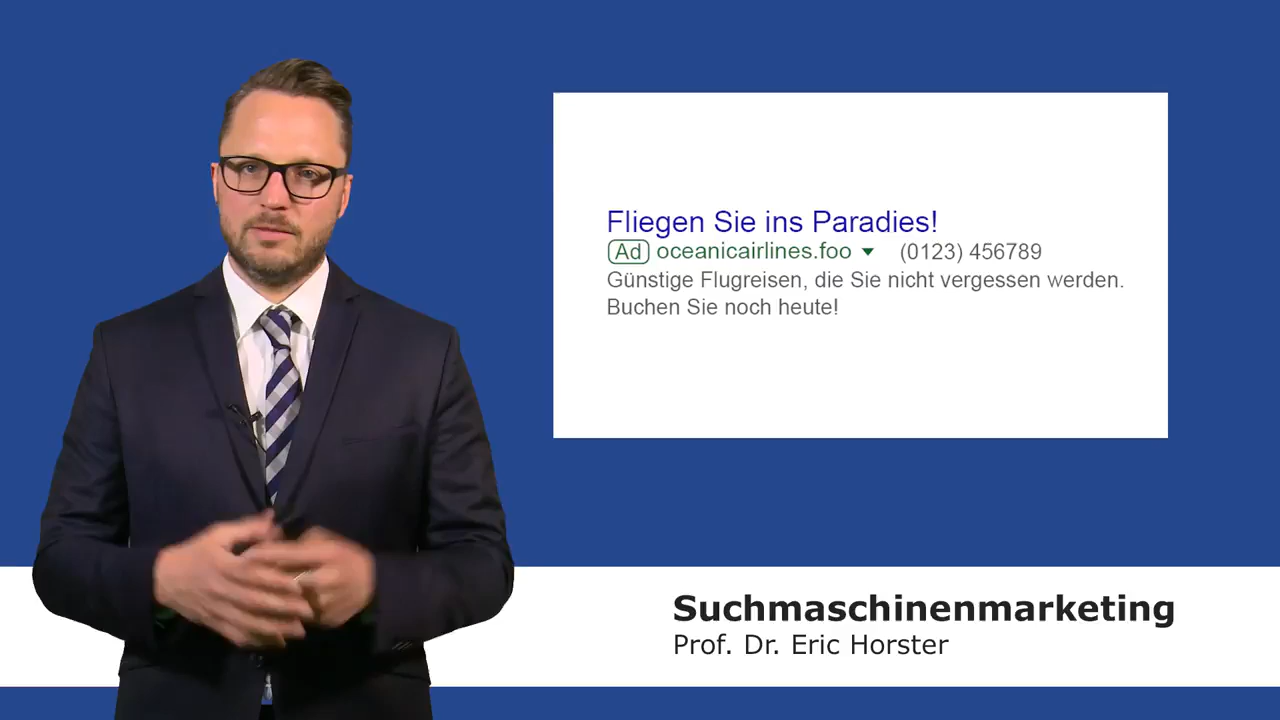 Fliegen Sie ins Paradies!
Ad oceanicairlines.foo ▼ (0123) 456789
Günstige Flugreisen, die Sie nicht vergessen werden.
Buchen Sie noch heute!
Suchmaschinenmarketing
Prof. Dr. Eric Horster